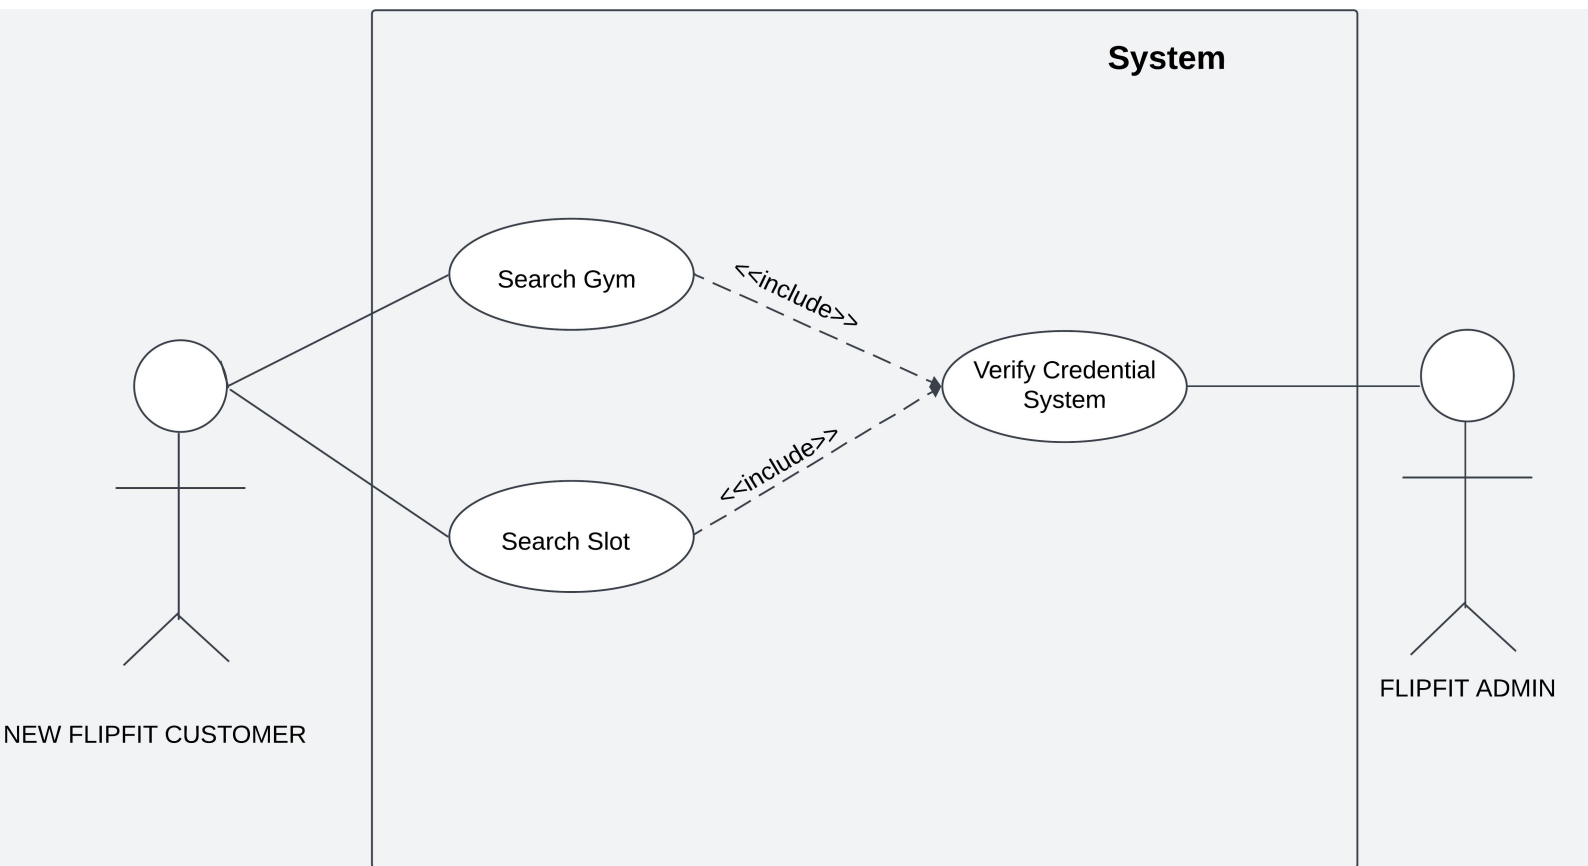 System
Search Gym
<<include>>
Verify Credential
System
<<include>>
Search Slot
FLIPFIT ADMIN
NEW FLIPFIT CUSTOMER